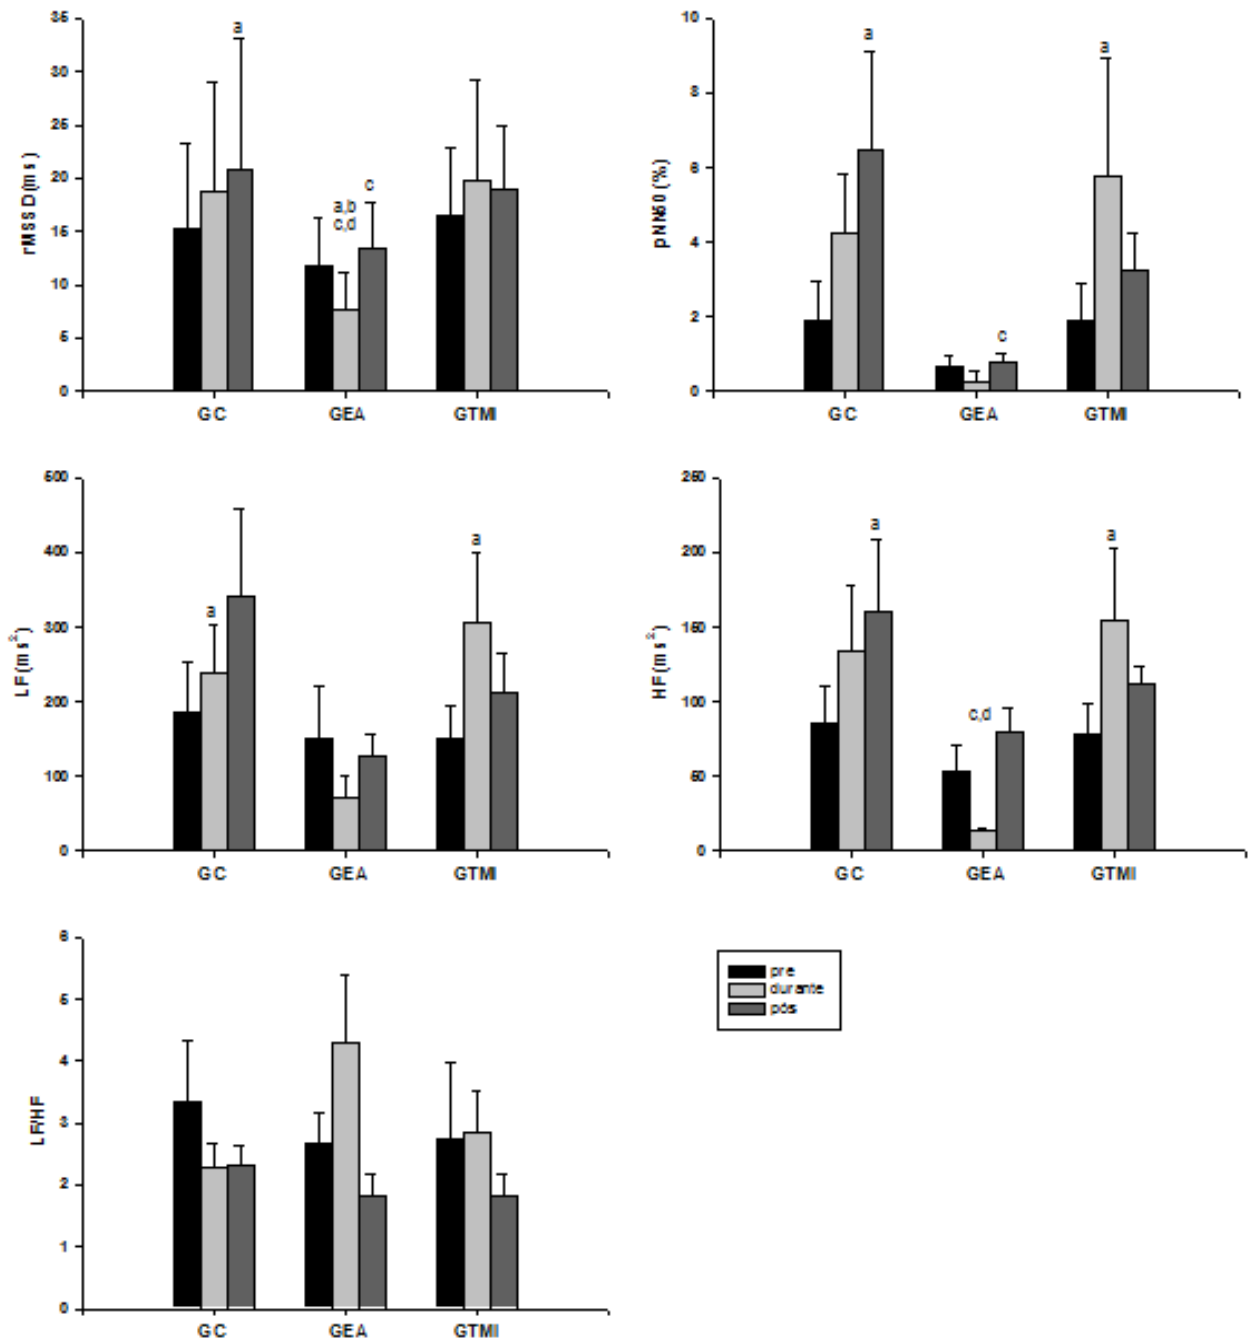 rMSSD(ms)
35
30
25
20
15
10
5
0
a
a,b
c,d
c
GC GEA GTMI
pNN50(%)
10
8
6
4
2
0
a
c
a
GC GEA GTMI
LF(ms²)
500
400
300
200
100
0
a
a
GC GEA GTMI
HF(ms²)
250
200
150
100
50
0
a
c,d
a
GC GEA GTMI
LF/HF
6
5
4
3
2
1
0
GC GEA GTMI
pre
durante
pós